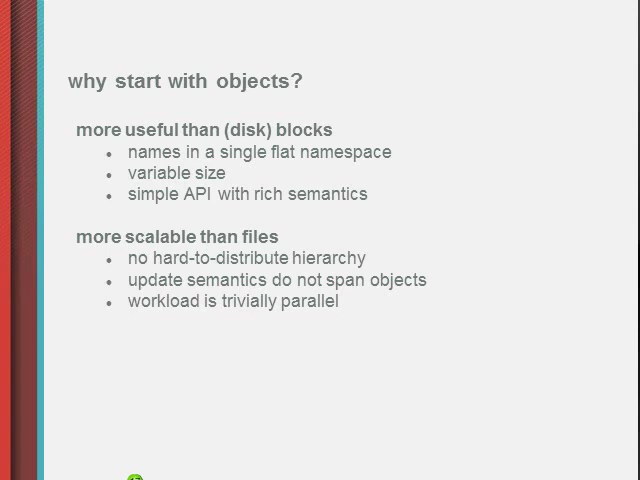 why start with objects?
more useful than (disk) blocks
• names in a single flat namespace
• variable size
• simple API with rich semantics
more scalable than files
• no hard-to-distribute hierarchy
• update semantics do not span objects
• workload is trivially parallel